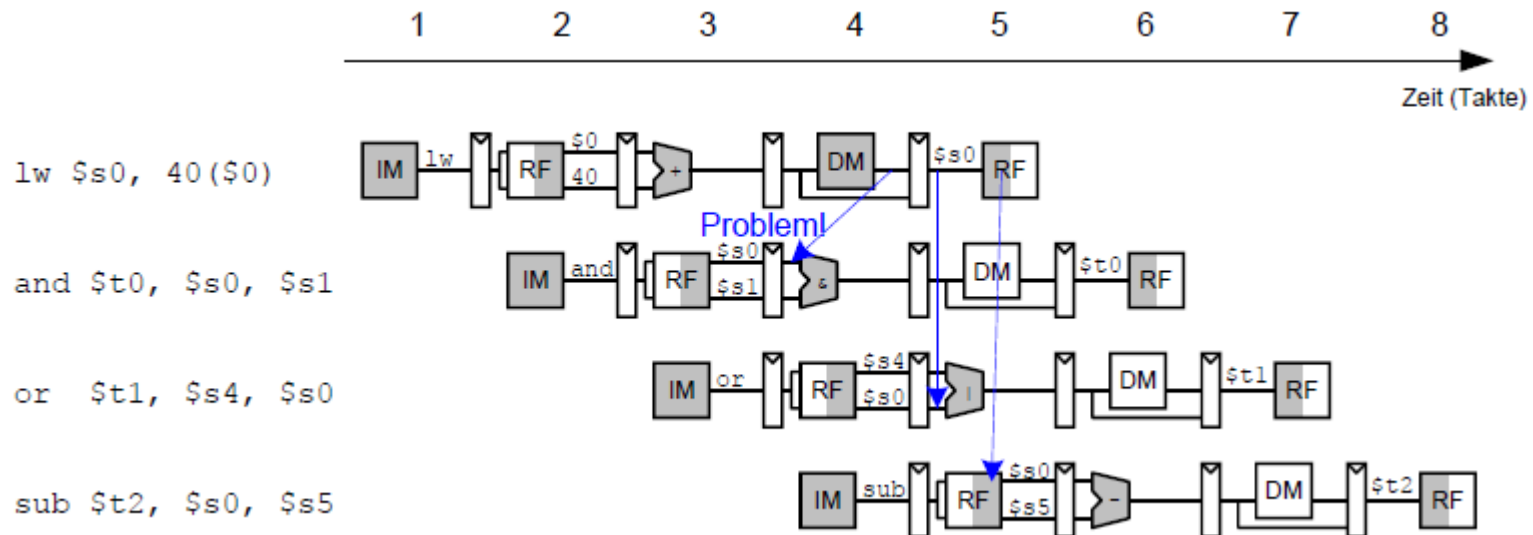 1 2 3 4 5 6 7 8
Zeit (Takte)
lw $s0, 40($0) IM lw RF $0 40 + DM $s0 RF
Problem!
and $t0, $s0, $s1 IM and RF $s0 $s1 & DM $t0 RF
or $t1, $s4, $s0 IM or RF $s4 $s0 | DM $t1 RF
sub $t2, $s0, $s5 IM sub RF $s0 $s5 - DM $t2 RF